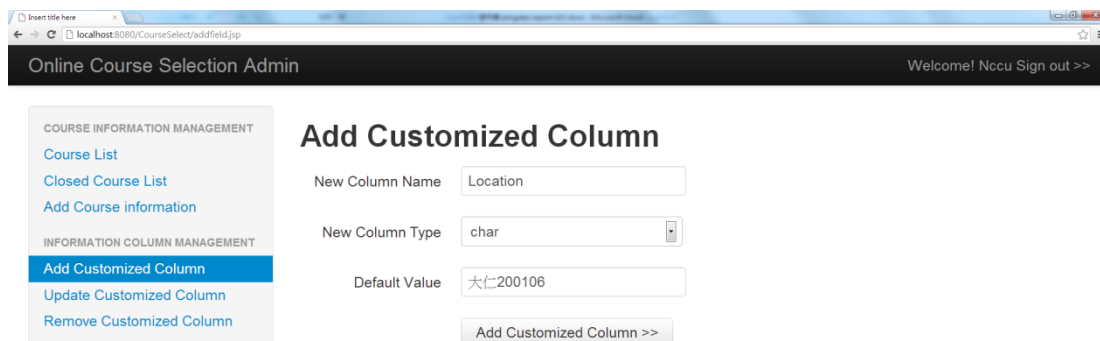 Insert title here
localhost:8080/CourseSelect/addfield.jsp
Online Course Selection Admin
Welcome! Nccu Sign out >>
COURSE INFORMATION MANAGEMENT
Course List
Closed Course List
Add Course information
INFORMATION COLUMN MANAGEMENT
Add Customized Column
Update Customized Column
Remove Customized Column
Add Customized Column
New Column Name Location
New Column Type char
Default Value 大仁200106
Add Customized Column >>